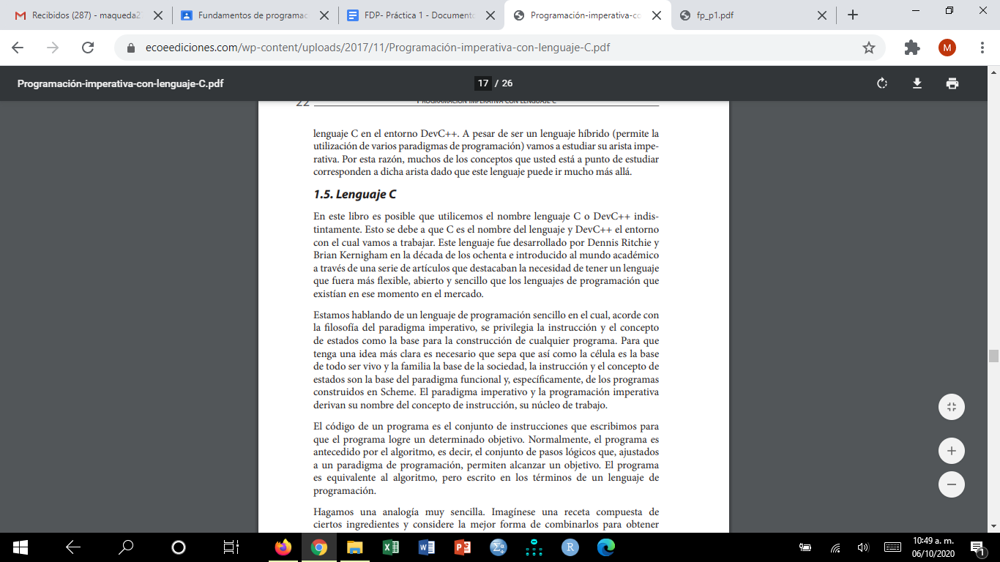 Recibidos (287) - maqueda2
Fundamentos de programac
FDP- Práctica 1 - Documento
Programación-imperativa-co
fp_p1.pdf
ecoeediciones.com/wp-content/uploads/2017/11/Programación-imperativa-con-lenguaje-C.pdf
M
Programación-imperativa-con-lenguaje-C.pdf
17 / 26
22 PROGRAMACIÓN IMPERATIVA CON LENGUAJE C
lenguaje C en el entorno DevC++. A pesar de ser un lenguaje híbrido (permite la
utilización de varios paradigmas de programación) vamos a estudiar su arista impe-
rativa. Por esta razón, muchos de los conceptos que usted está a punto de estudiar
corresponden a dicha arista dado que este lenguaje puede ir mucho más allá.
1.5. Lenguaje C
En este libro es posible que utilicemos el nombre lenguaje C o DevC++ indis-
tintamente. Esto se debe a que C es el nombre del lenguaje y DevC++ el entorno
con el cual vamos a trabajar. Este lenguaje fue desarrollado por Dennis Ritchie y
Brian Kernigham en la década de los ochenta e introducido al mundo académico
a través de una serie de artículos que destacaban la necesidad de tener un lenguaje
que fuera más flexible, abierto y sencillo que los lenguajes de programación que
existían en ese momento en el mercado.
Estamos hablando de un lenguaje de programación sencillo en el cual, acorde con
la filosofía del paradigma imperativo, se privilegia la instrucción y el concepto
de estados como la base para la construcción de cualquier programa. Para que
tenga una idea más clara es necesario que sepa que así como la célula es la base
de todo ser vivo y la familia la base de la sociedad, la instrucción y el concepto de
estados son la base del paradigma funcional y, específicamente, de los programas
construidos en Scheme. El paradigma imperativo y la programación imperativa
derivan su nombre del concepto de instrucción, su núcleo de trabajo.
El código de un programa es el conjunto de instrucciones que escribimos para
que el programa logre un determinado objetivo. Normalmente, el programa es
antecedido por el algoritmo, es decir, el conjunto de pasos lógicos que, ajustados
a un paradigma de programación, permiten alcanzar un objetivo. El programa
es equivalente al algoritmo, pero escrito en los términos de un lenguaje de
programación.
Hagamos una analogía muy sencilla. Imagínese una receta compuesta de
ciertos ingredientes y considere la mejor forma de combinarlos para obtener
10:49 a. m.
06/10/2020
1